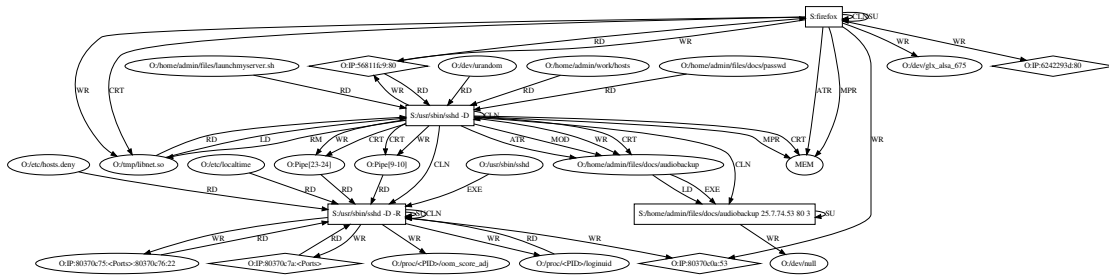 S:firefox
CLN SU
RD
WR
WR
CRT
ATR
MPR
WR
WR
WR
O:/home/admin/files/launchmyserver.sh
O:IP:56811fc9:80
O:/dev/urandom
O:/home/admin/work/hosts
O:/home/admin/files/docs/passwd
O:/dev/glx_alsa_675
O:IP:6242293d:80
RD
WR
RD
RD
RD
RD
S:/usr/sbin/sshd -D
CLN
RD
LD
RM
WR
CRT
CRT
WR
CLN
ATR
MOD
WR
CRT
CLN
MPR
CRT
O:/etc/hosts.deny
O:/tmp/libnet.so
O:/etc/localtime
O:Pipe[23-24]
O:Pipe[9-10]
O:/usr/sbin/sshd
O:/home/admin/files/docs/audiobackup
MEM
RD
RD
RD
RD
EXE
LD
EXE
S:/usr/sbin/sshd -D -R
CLN
S:/home/admin/files/docs/audiobackup 25.7.74.53 80 3
SU
WR
RD
RD
WR
WR
WR
RD
WR
WR
O:IP:80370c75:<Ports>:80370c76:22
O:IP:80370c7a:<Ports>
O:/proc/<PID>/oom_score_adj
O:/proc/<PID>/loginuid
O:IP:80370c0a:53
O:/dev/null